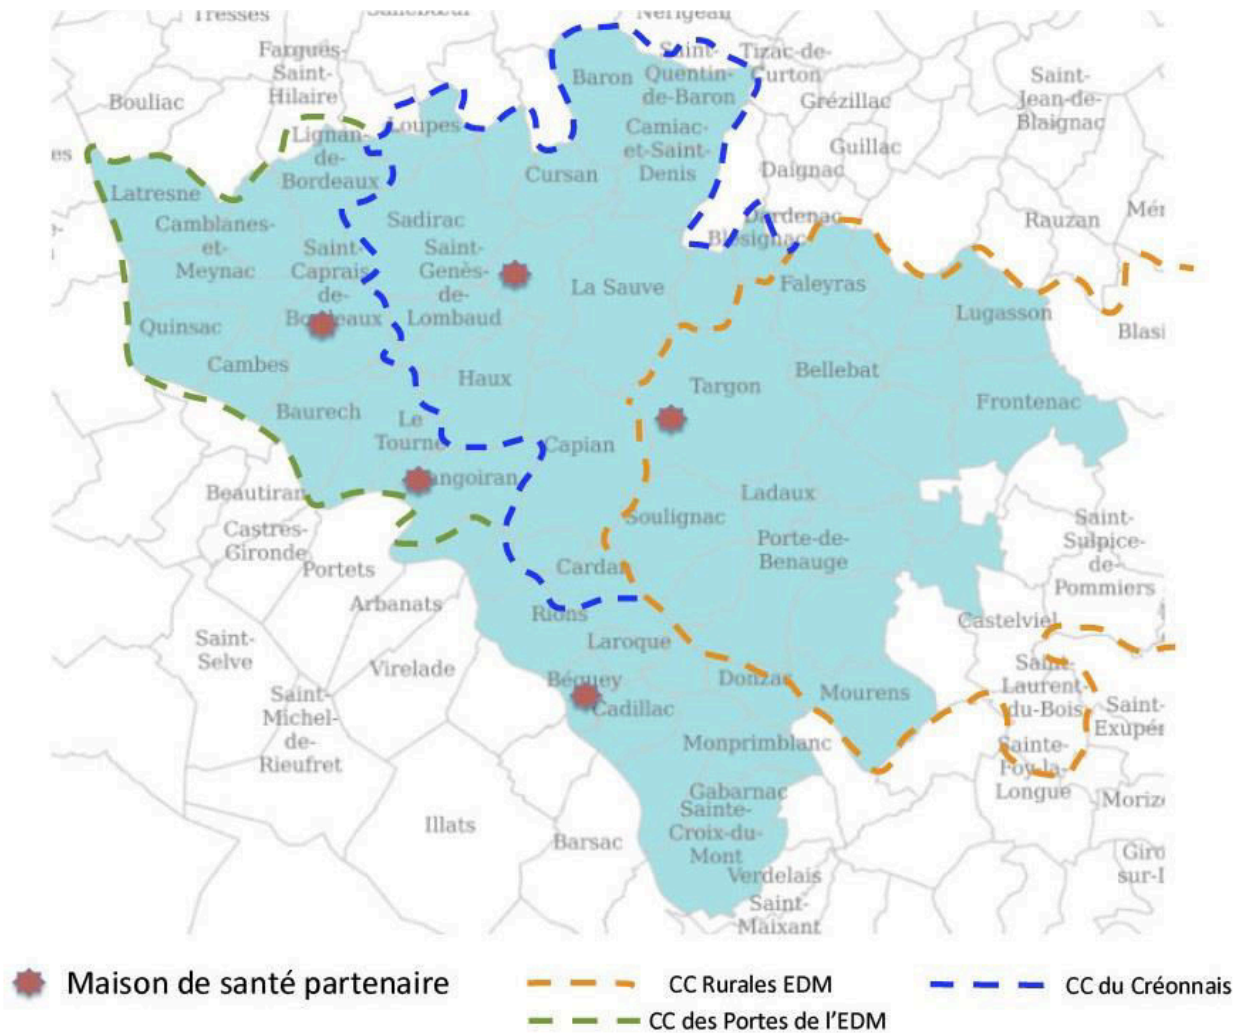 Tresses
Nérigean
Fargues-
Saint-
Hilaire
Bouliac
Baron
Saint-
Quentin-
de-Baron
Tizac-de-
Curton
Grézillac
Saint-
Jean-de-
Blaignac
Lignan-
de-
Bordeaux
Loupes
Camiac-
et-Saint-
Denis
Guillac
Daignac
Cursan
Latresne
Camblanes-
et-
Meynac
Saint-
Caprais-
de-
Bordeaux
Sadirac
Saint-
Genès-
de-
Lombaud
Dardenac
Blésignac
Rauzan
La Sauve
Faleyras
Lugasson
Quinsac
Cambes
Haux
Targon
Bellebat
Frontenac
Baurech
Le
Tourne
Capian
Beautiran
Ladaux
Soulignac
Castres-
Gironde
Porte-de-
Benauge
Saint-
Sulpice-
de-
Pommiers
Portets
Cardan
Arbanats
Rions
Castelviel
Saint-
Selve
Virelade
Laroque
Saint-
Michel-
de-
Rieufret
Béguey
Cadillac
Donzac
Mourens
Saint-
Laurent-
du-Bois
Saint-
Monprimblanc
Sainte-
Foy-la-
Longue
Gabarnac
Sainte-
Croix-du-
Mont
Illats
Barsac
Verdelais
Saint-
Maixant
Maison de santé partenaire
CC Rurales EDM
CC du Créonnais
CC des Portes de l'EDM